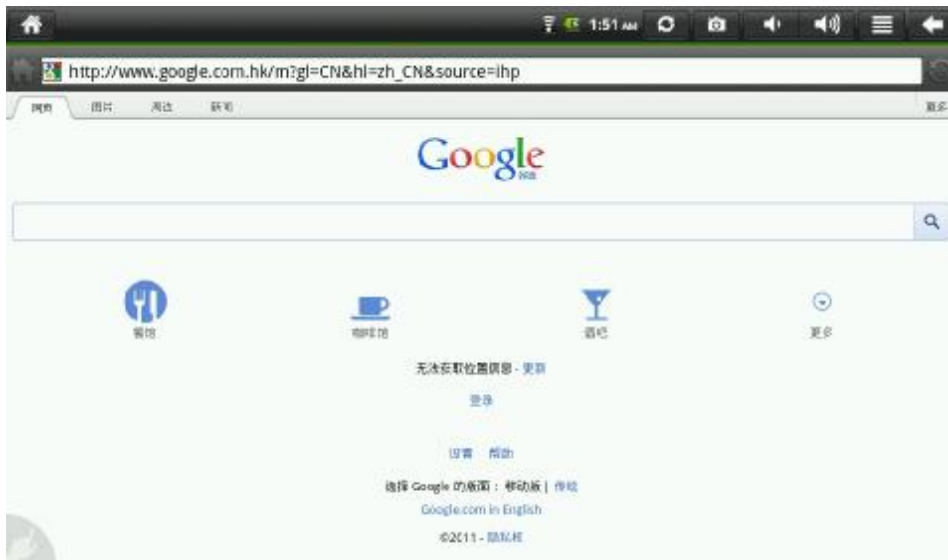 1:51 AM
http://www.google.com.hk/m?gl=CN&hl=zh_CN&source=ihp
网页 图片 周边 新闻 更多
Google
谷歌
餐馆 咖啡馆 酒吧 更多
无法获取位置信息 - 更新
登录
设置 帮助
选择 Google 的版面： 移动版 | 传统
Google.com in English
©2011 - 隐私权